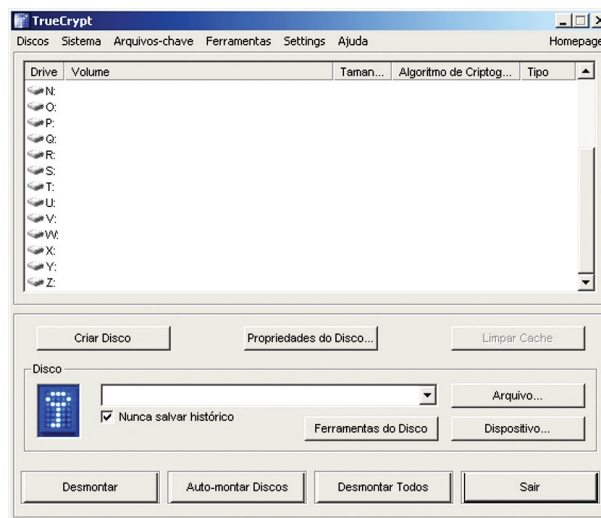 TrueCrypt
Discos Sistema Arquivos-chave Ferramentas Settings Ajuda Homepage
Drive Volume Taman... Algoritmo de Criptog... Tipo
N:
O:
P:
Q:
R:
S:
T:
U:
V:
W:
X:
Y:
Z:
Criar Disco Propriedades do Disco... Limpar Cache
Disco
Arquivo...
Nunca salvar histórico
Ferramentas do Disco Dispositivo...
Desmontar Auto-montar Discos Desmontar Todos Sair